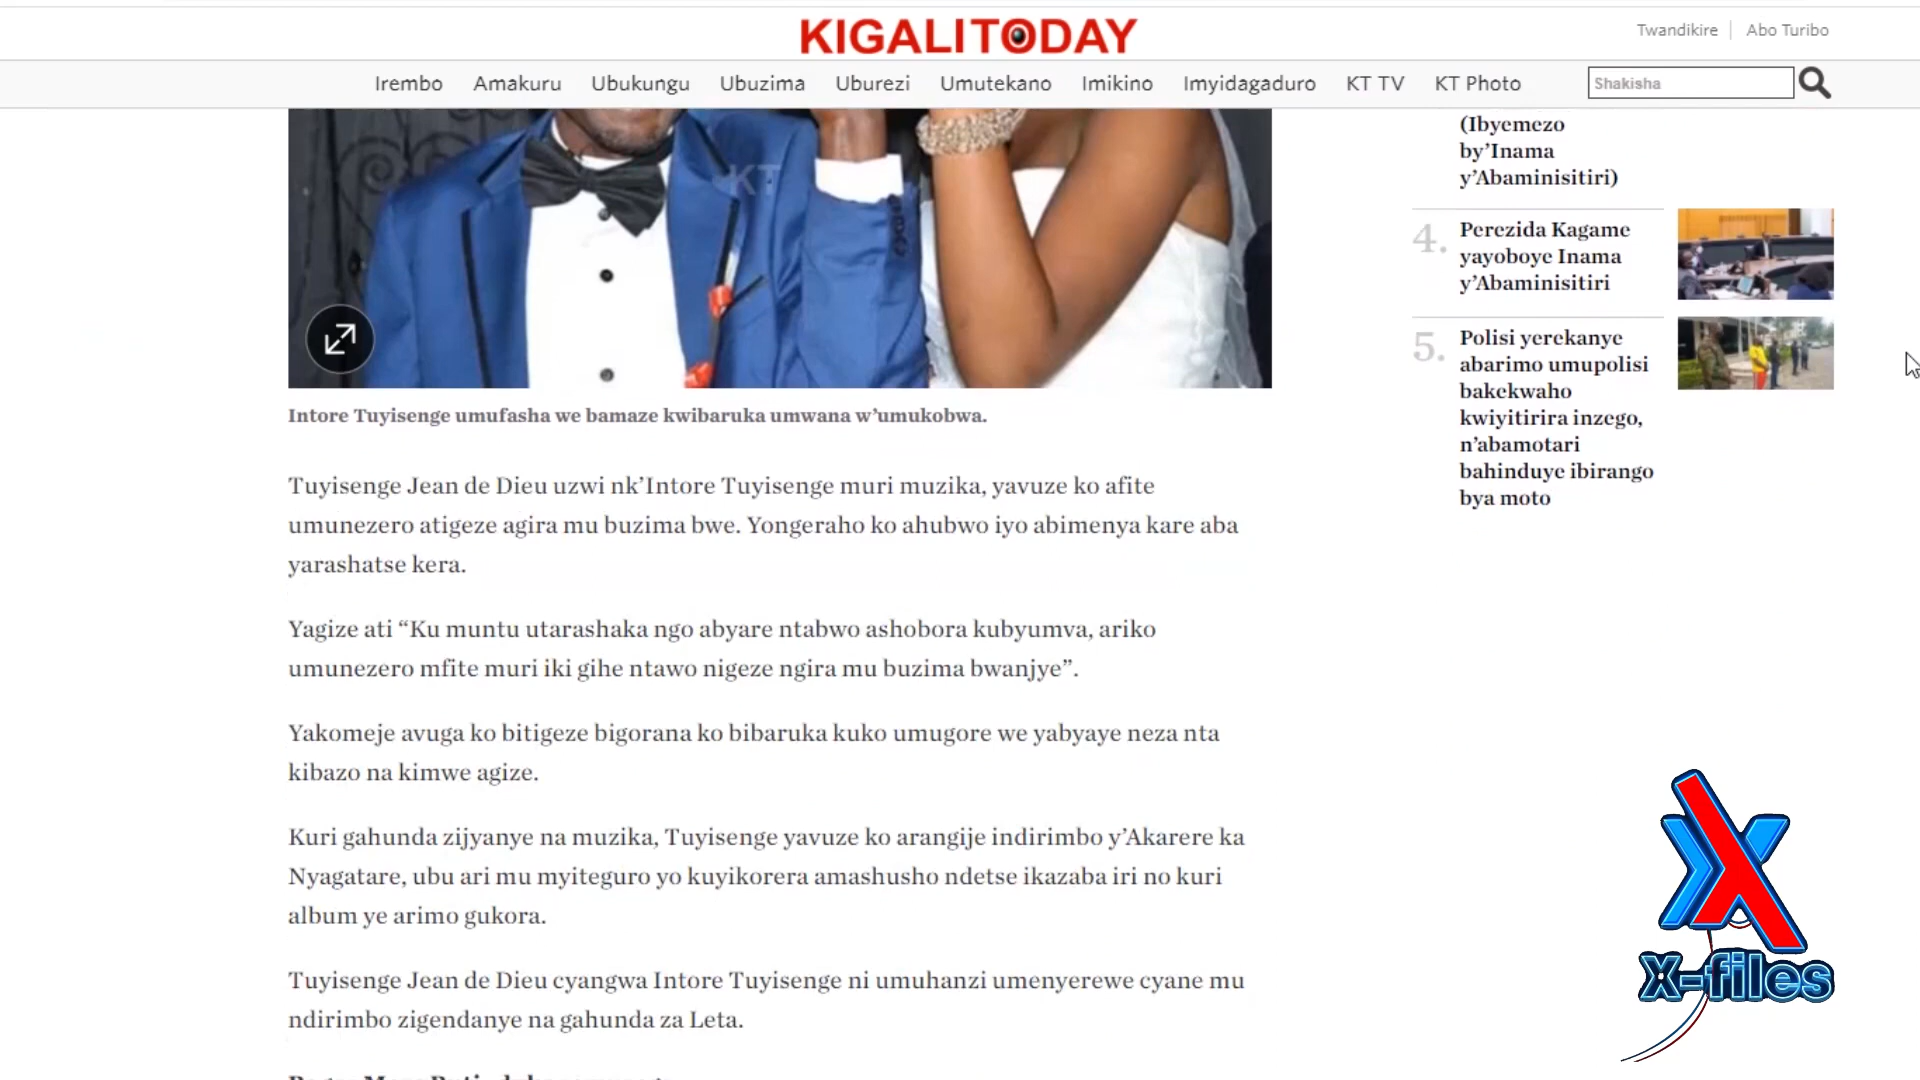 KIGALITODAY
Twandikire
Abo Turibo
Irembo Amakuru Ubukungu Ubuzima Uburezi Umutekano Imikino Imyidagaduro KT TV KT Photo
Shakisha
KT
Intore Tuyisenge umufasha we bamaze kwibaruka umwana w’umukobwa.
Tuyisenge Jean de Dieu uzwi nk’Intore Tuyisenge muri muzika, yavuze ko afite
umunezero atigeze agira mu buzima bwe. Yongeraho ko ahubwo iyo abimenya kare aba
yarashatse kera.
Yagize ati “Ku muntu utarashaka ngo abyare ntabwo ashobora kubyumva, ariko
umunezero mfite muri iki gihe ntawo nigeze ngira mu buzima bwanjye”.
Yakomeje avuga ko bitigeze bigorana ko bibaruka kuko umugore we yabyaye neza nta
kibazo na kimwe agize.
Kuri gahunda zijyanye na muzika, Tuyisenge yavuze ko arangije indirimbo y’Akarere ka
Nyagatare, ubu ari mu myiteguro yo kuyikorera amashusho ndetse ikazaba iri no kuri
album ye arimo gukora.
Tuyisenge Jean de Dieu cyangwa Intore Tuyisenge ni umuhanzi umenyerewe cyane mu
ndirimbo zigendanye na gahunda za Leta.
(Ibyemezo
by’Inama
y’Abaminisitiri)
4. Perezida Kagame
yayoboye Inama
y’Abaminisitiri
5. Polisi yerekanye
abarimo umupolisi
bakekwaho
kwiyitirira inzego,
n’abamotari
bahinduye ibirango
bya moto
X
X-files